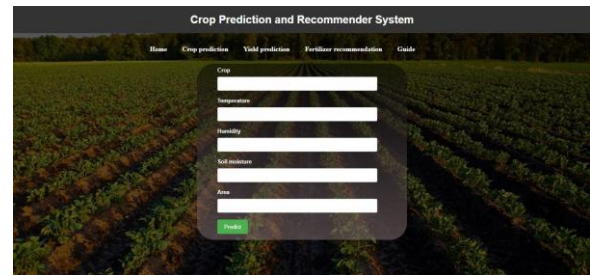 Crop Prediction and Recommender System
Home Crop prediction Yield prediction Fertilizer recommendation Guide
Crop
Temperature
Humidity
Soil moisture
Area
Predict